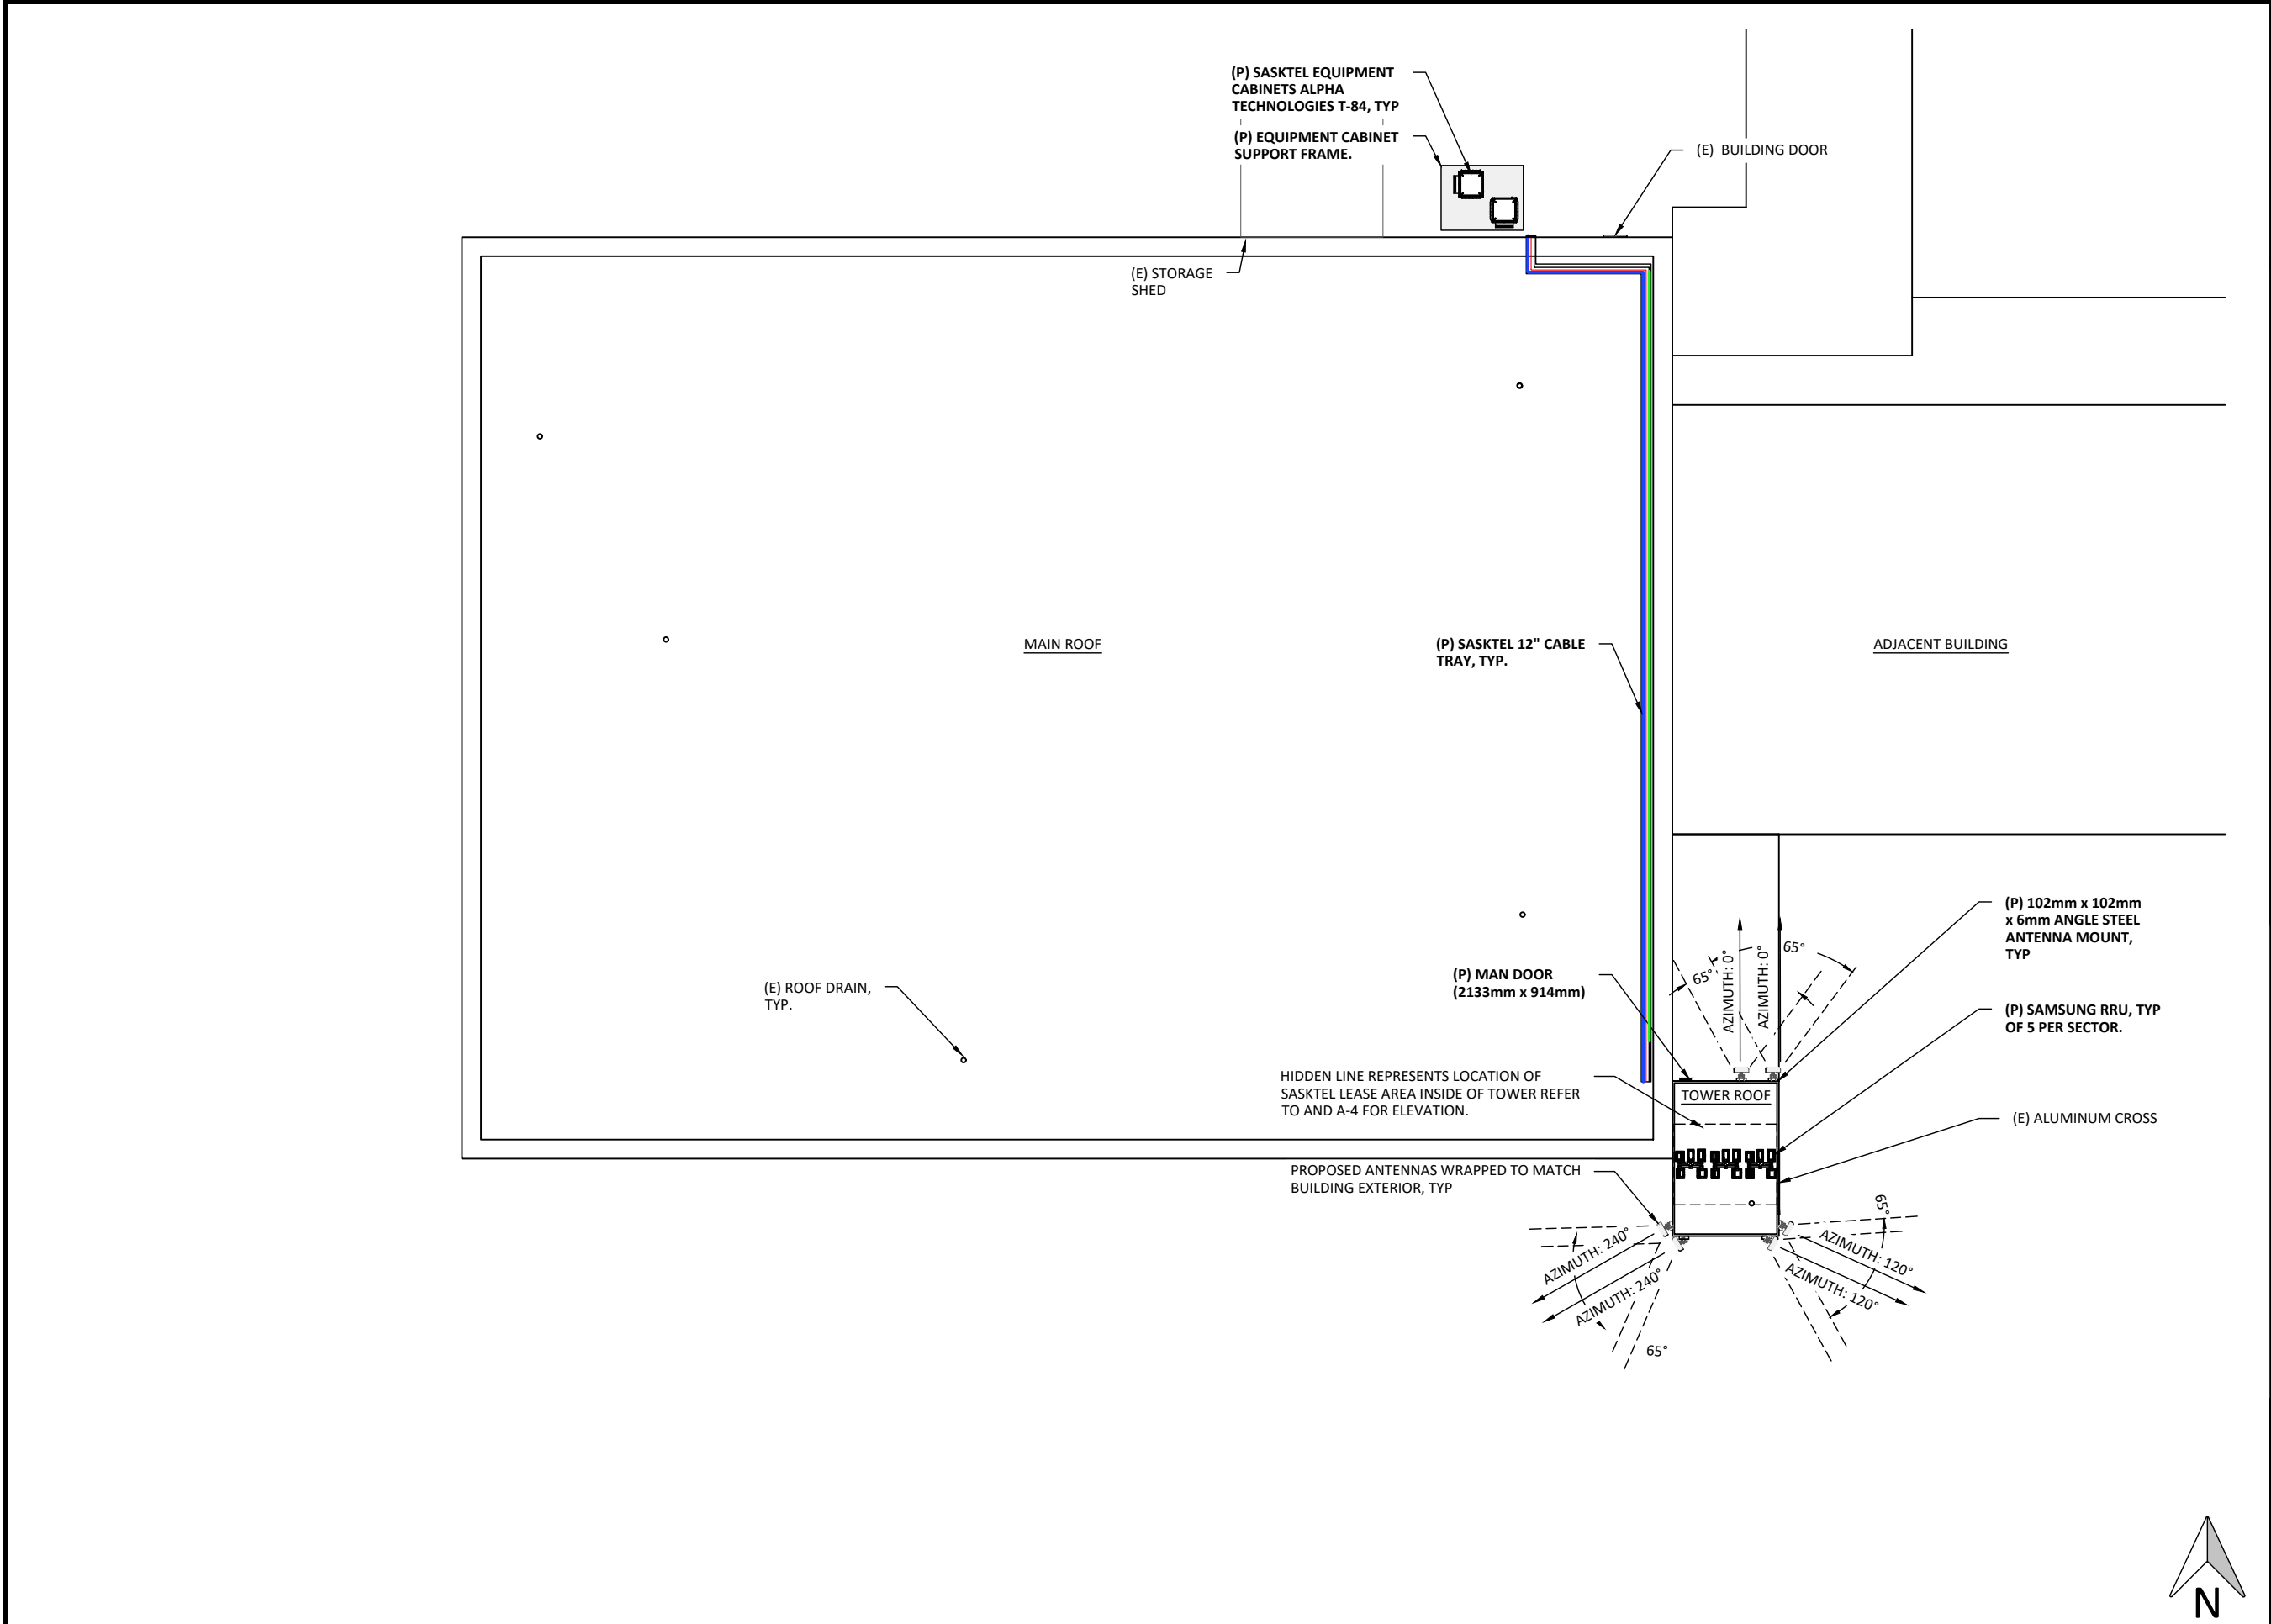 (P) SASKTEL EQUIPMENT
CABINETS ALPHA
TECHNOLOGIES T-84, TYP
(P) EQUIPMENT CABINET
SUPPORT FRAME.
(E)  BUILDING DOOR
(E) STORAGE
SHED
MAIN ROOF
(P) SASKTEL 12" CABLE
TRAY, TYP.
ADJACENT BUILDING
(P) 102mm x 102mm
x 6mm ANGLE STEEL
ANTENNA MOUNT,
TYP
65°
65°
AZIMUTH: 0°
AZIMUTH: 0°
(P) MAN DOOR
(2133mm x 914mm)
(E) ROOF DRAIN,
TYP.
(P) SAMSUNG RRU, TYP
OF 5 PER SECTOR.
HIDDEN LINE REPRESENTS LOCATION OF
SASKTEL LEASE AREA INSIDE OF TOWER REFER
TO AND A-4 FOR ELEVATION.
TOWER ROOF
(E) ALUMINUM CROSS
PROPOSED ANTENNAS WRAPPED TO MATCH
BUILDING EXTERIOR, TYP
65°
AZIMUTH: 240°
AZIMUTH: 240°
AZIMUTH: 120°
AZIMUTH: 120°
65°
N